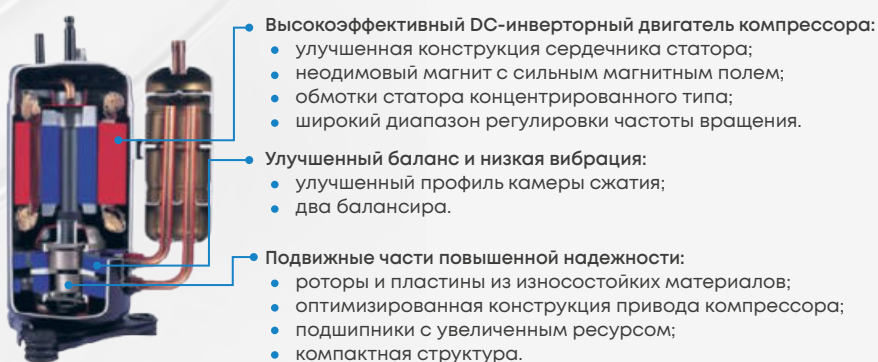 Высокоэффективный DC-инверторный двигатель компрессора:
• улучшенная конструкция сердечника статора;
• неодимовый магнит с сильным магнитным полем;
• обмотки статора концентрированного типа;
• широкий диапазон регулировки частоты вращения.
Улучшенный баланс и низкая вибрация:
• улучшенный профиль камеры сжатия;
• два балансира.
Подвижные части повышенной надежности:
• роторы и пластины из износостойких материалов;
• оптимизированная конструкция привода компрессора;
• подшипники с увеличенным ресурсом;
• компактная структура.